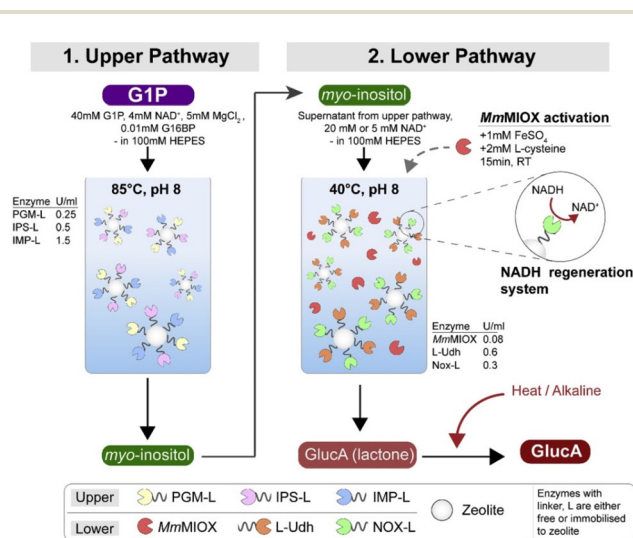 1. Upper Pathway
G1P
40mM G1P, 4mM NAD⁺, 5mM MgCl₂,
0.01mM G16BP
- in 100mM HEPES
85°C, pH 8
Enzyme U/ml
PGM-L 0.25
IPS-L 0.5
IMP-L 1.5
myo-inositol
2. Lower Pathway
myo-inositol
Supernatant from upper pathway,
20 mM or 5 mM NAD⁺
- in 100mM HEPES
MmMIOX activation
+1mM FeSO₄
+2mM L-cysteine
15min, RT
40°C, pH 8
NADH
NAD⁺
NADH regeneration
system
Enzyme U/ml
MmMIOX 0.08
L-Udh 0.6
Nox-L 0.3
Heat / Alkaline
GlucA (lactone)
GlucA
Upper PGM-L IPS-L IMP-L
Lower MmMIOX L-Udh NOX-L
Zeolite
Enzymes with
linker, L are either
free or immobilised
to zeolite